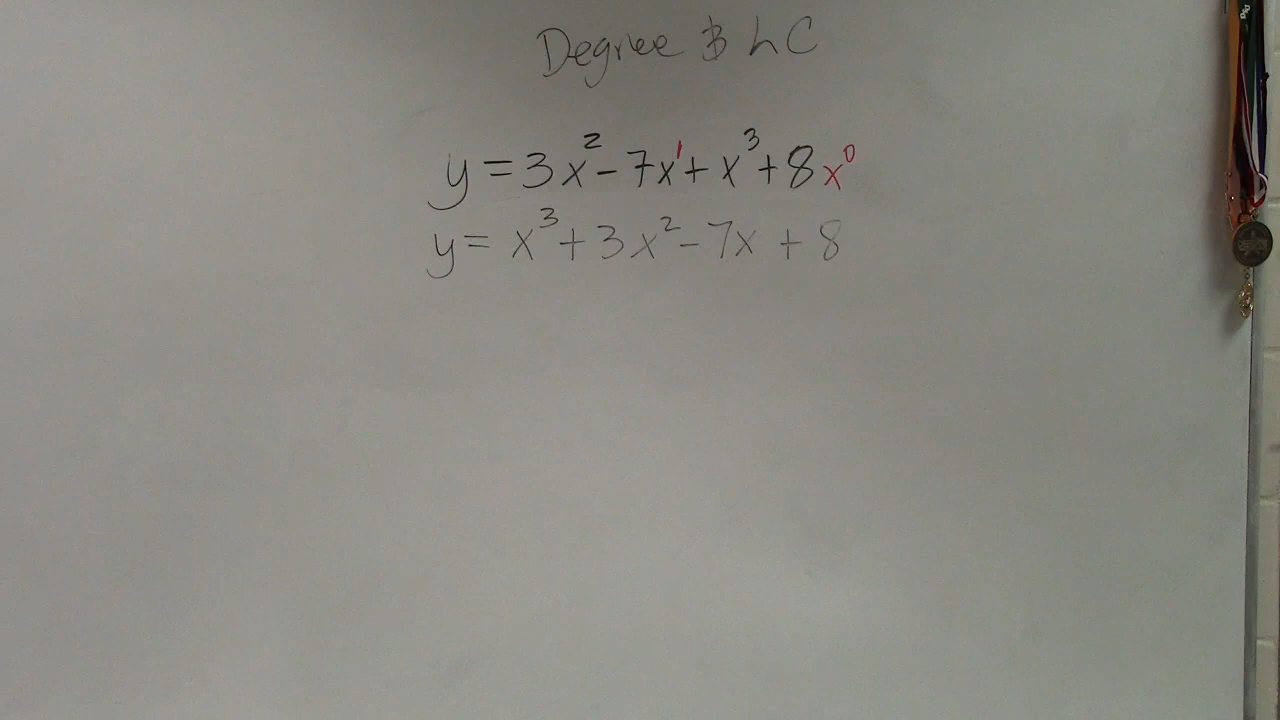 Degree & LC
y = 3x² - 7x¹ + x³ + 8x⁰
y = x³ + 3x² - 7x + 8